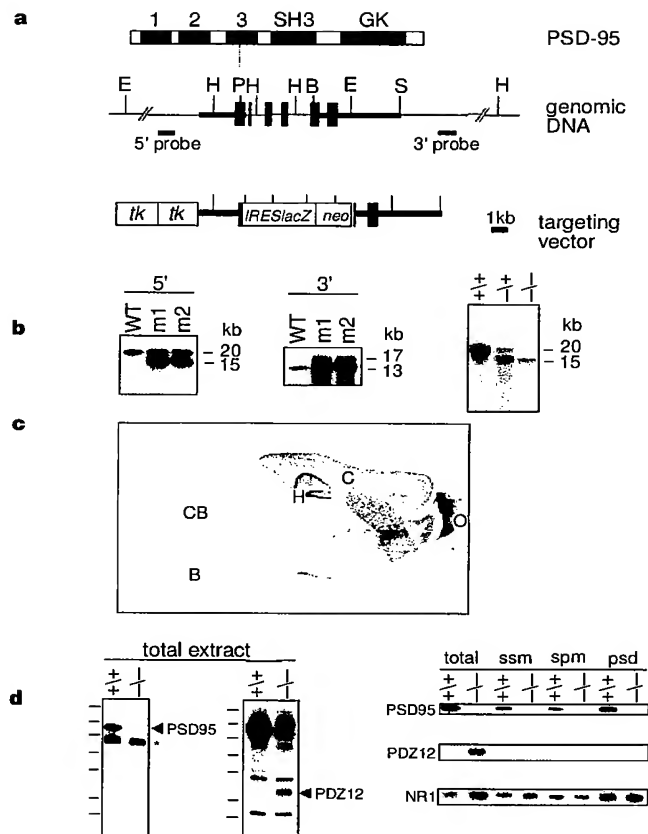 a
1 2 3 SH3 GK
PSD-95
E H P H H B E S H
genomic DNA
5' probe
3' probe
tk tk IRESlacZ neo
1kb
targeting vector
b
5'
WT m1 m2 kb
20
15
3'
WT m1 m2 kb
17
13
+/+ +/− −/−
kb
20
15
c
CB
B
H
C
O
d
total extract
+/+ −/−
PSD95
*
+/+ −/−
PDZ12
total ssm spm psd
+/+ −/− +/+ −/− +/+ −/− +/+ −/−
PSD95
PDZ12
NR1